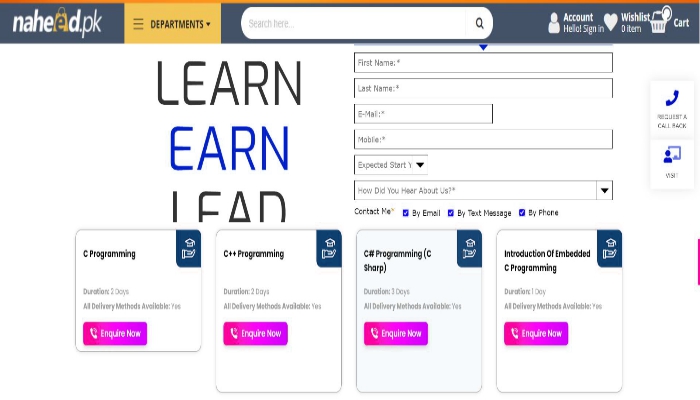 naheed.pk
DEPARTMENTS
Search here...
Account
Hello! Sign in
Wishlist
0 item
Cart
LEARN
EARN
LEAD
First Name: *
Last Name:*
E-Mail:*
Mobile:*
Expected Start Y
How Did You Hear About Us?*
Contact Me*
By Email
By Text Message
By Phone
REQUEST A
CALL BACK
VISIT
C Programming
Duration: 2 Days
All Delivery Methods Available: Yes
Enquire Now
C++ Programming
Duration: 2 Days
All Delivery Methods Available: Yes
Enquire Now
C# Programming (C
Sharp)
Duration: 3 Days
All Delivery Methods Available: Yes
Enquire Now
Introduction Of Embedded
C Programming
Duration: 1 Day
All Delivery Methods Available: Yes
Enquire Now